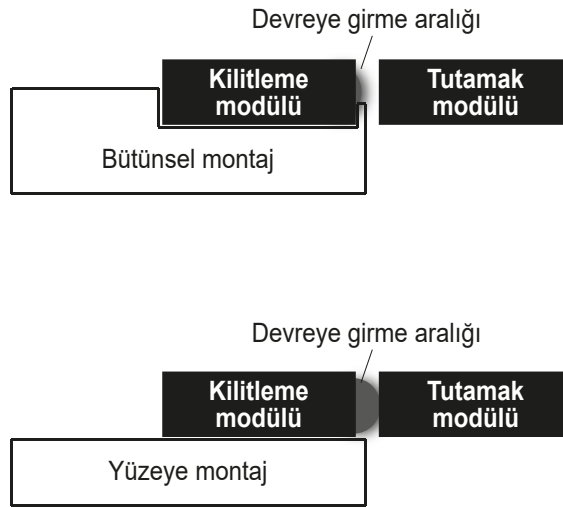 Devreye girme aralığı
Kilitleme
modülü
Tutamak
modülü
Bütünsel montaj
Devreye girme aralığı
Kilitleme
modülü
Tutamak
modülü
Yüzeye montaj